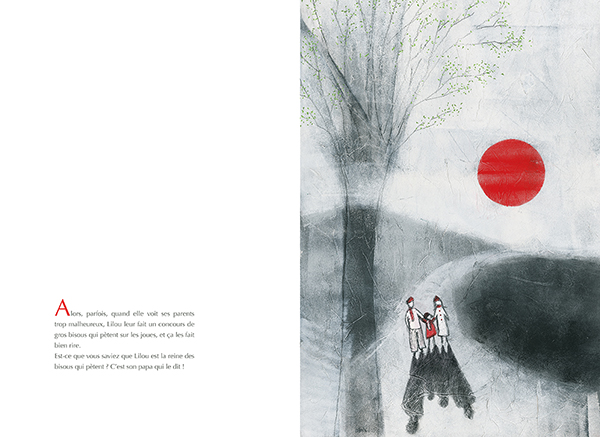 Alors, parfois, quand elle voit ses parents
trop malheureux, Lilou leur fait un concours de
gros bisous qui pètent sur les joues, et ça les fait
bien rire.
Est-ce que vous saviez que Lilou est la reine des
bisous qui pètent ? C'est son papa qui le dit !